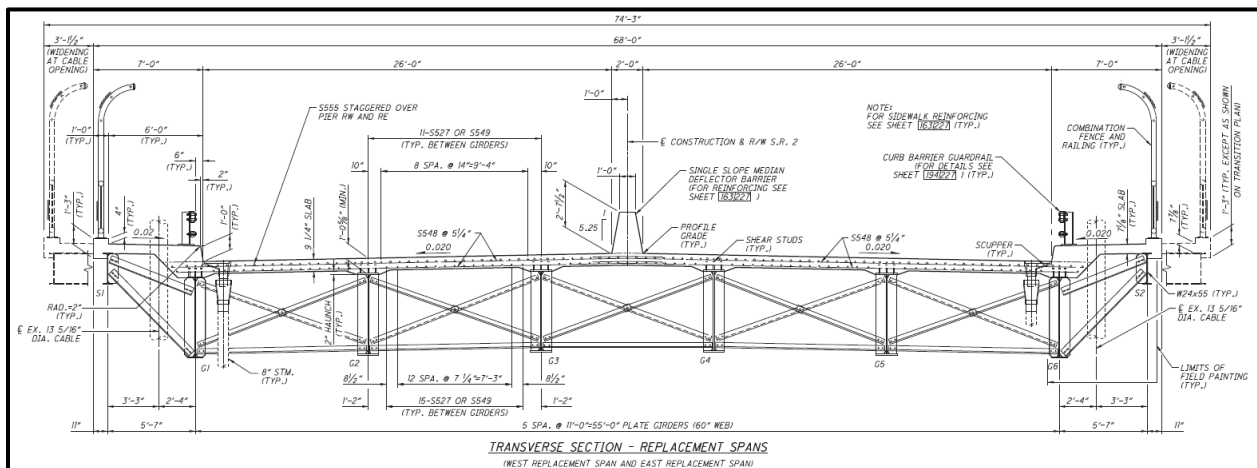 74'-3"
3'-1½"
68'-0"
3'-1½"
(WIDENING
AT CABLE
OPENING)
7'-0"
26'-0"
2'-0"
26'-0"
7'-0"
(WIDENING
AT CABLE
OPENING)
1'-0"
(TYP.)
6'-0"
(TYP.)
S555 STAGGERED OVER
PIER RW AND RE
1'-0"
11-S527 OR S549
(TYP. BETWEEN GIRDERS)
℄ CONSTRUCTION & R/W S.R. 2
NOTE:
FOR SIDEWALK REINFORCING
SEE SHEET 163|227 (TYP.)
COMBINATION
FENCE AND
RAILING (TYP.)
1'-3" (TYP. EXCEPT AS SHOWN
ON TRANSITION PLAN)
6"
(TYP.)
2"
(TYP.)
10"
8 SPA. @ 14"=9'-4"
10"
1'-0"
SINGLE SLOPE MEDIAN
DEFLECTOR BARRIER
(FOR REINFORCING SEE
SHEET 163|227 )
CURB BARRIER GUARDRAIL
(FOR DETAILS SEE
SHEET 194|227 ) (TYP.)
1'-3"
(TYP.)
4"
(TYP.)
1'-0"
(TYP.)
9 1/4" SLAB
(MIN.)
2'-7½"
1
5.25
PROFILE
GRADE
(TYP.)
7⅞" SLAB
(TYP.)
7⅞"
(TYP.)
0.02
S548 @ 5¼"
0.020
SHEAR STUDS
(TYP.)
S548 @ 5¼"
0.020
SCUPPER
(TYP.)
0.020
S1
S2
RAD.=2"
(TYP.)
2" HAUNCH
(TYP.)
W24x55 (TYP.)
℄ EX. 13 5/16"
DIA. CABLE
℄ EX. 13 5/16"
DIA. CABLE
G1
G2
G3
G4
G5
G6
8" STM.
(TYP.)
8½"
12 SPA. @ 7 ¼"=7'-3"
8½"
LIMITS OF
FIELD PAINTING
(TYP.)
1'-2"
15-S527 OR S549
(TYP. BETWEEN GIRDERS)
1'-2"
3'-3"
2'-4"
2'-4"
3'-3"
11"
5'-7"
5 SPA. @ 11'-0"=55'-0" PLATE GIRDERS (60" WEB)
5'-7"
11"
TRANSVERSE SECTION - REPLACEMENT SPANS
(WEST REPLACEMENT SPAN AND EAST REPLACEMENT SPAN)